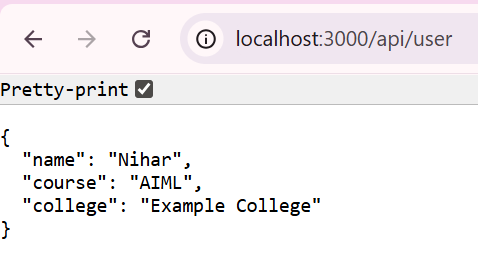 localhost:3000/api/user
Pretty-print
{
  "name": "Nihar",
  "course": "AIML",
  "college": "Example College"
}